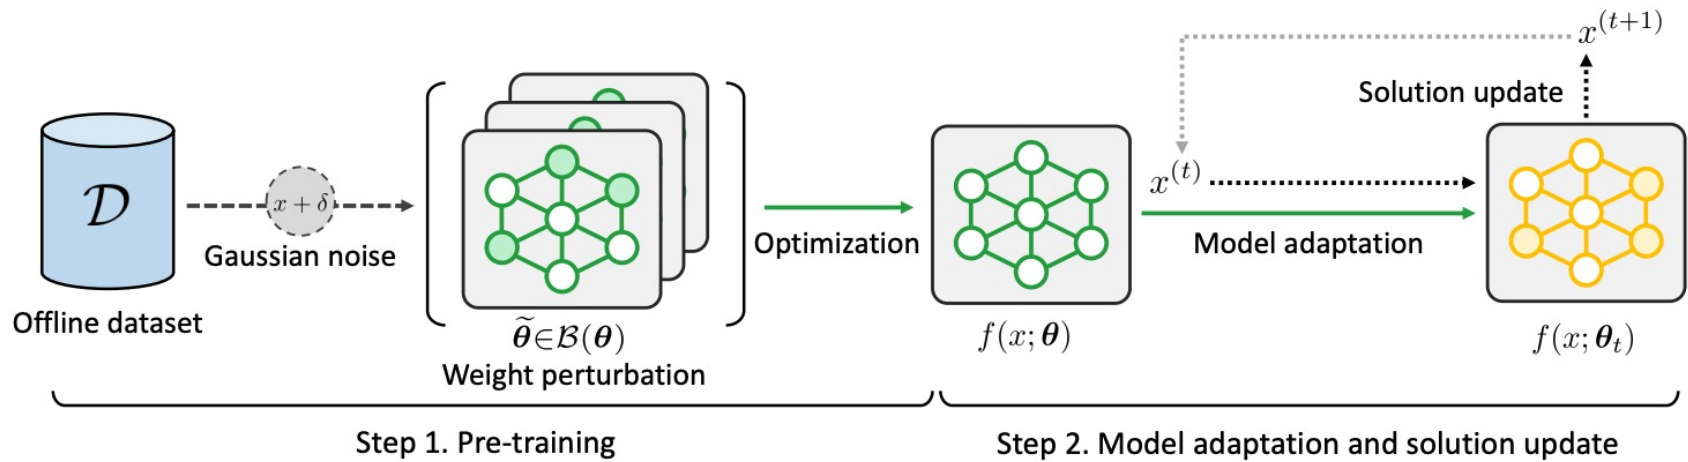 𝒟
Offline dataset
x + δ
Gaussian noise
θ̃∈ℬ(θ)
Weight perturbation
Optimization
f(x; θ)
x^(t)
x^(t+1)
Solution update
Model adaptation
f(x; θ_t)
Step 1. Pre-training
Step 2. Model adaptation and solution update